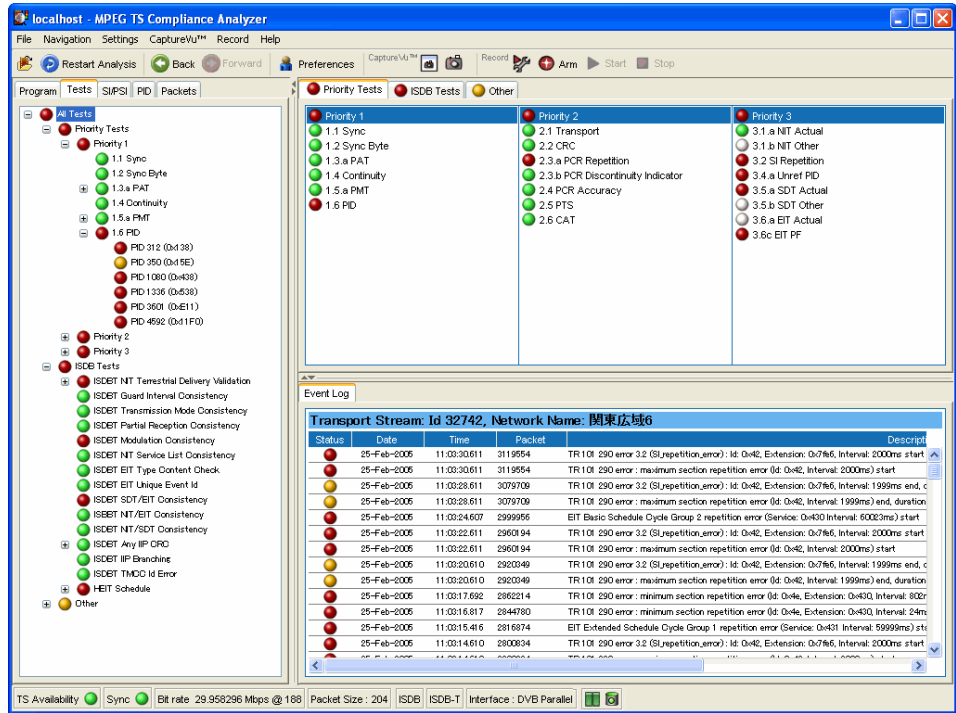 localhost - MPEG TS Compliance Analyzer
File Navigation Settings CaptureVu™ Record Help
Restart Analysis Back Forward Preferences CaptureVu™ Record Arm Start Stop
Program Tests SI/PSI PID Packets
All Tests
Priority Tests
Priority 1
1.1 Sync
1.2 Sync Byte
1.3.a PAT
1.4 Continuity
1.5.a PMT
1.6 PID
PID 312 (0x138)
PID 350 (0x15E)
PID 1080 (0x438)
PID 1336 (0x538)
PID 3601 (0xE11)
PID 4592 (0x11F0)
Priority 2
Priority 3
ISDB Tests
ISDBT NIT Terrestrial Delivery Validation
ISDBT Guard Interval Consistency
ISDBT Transmission Mode Consistency
ISDBT Partial Reception Consistency
ISDBT Modulation Consistency
ISDBT NIT Service List Consistency
ISDBT EIT Type Content Check
ISDBT EIT Unique Event Id
ISDBT SDT/EIT Consistency
ISBBT NIT/EIT Consistency
ISDBT NIT/SDT Consistency
ISDBT Any IIP CRC
ISDBT IIP Branching
ISDBT TMCC Id Error
HEIT Schedule
Other
Priority Tests ISDB Tests Other
Priority 1
1.1 Sync
1.2 Sync Byte
1.3.a PAT
1.4 Continuity
1.5.a PMT
1.6 PID
Priority 2
2.1 Transport
2.2 CRC
2.3.a PCR Repetition
2.3.b PCR Discontinuity Indicator
2.4 PCR Accuracy
2.5 PTS
2.6 CAT
Priority 3
3.1.a NIT Actual
3.1.b NIT Other
3.2 SI Repetition
3.4.a Unref PID
3.5.a SDT Actual
3.5.b SDT Other
3.6.a EIT Actual
3.6c EIT PF
Event Log
Transport Stream: Id 32742, Network Name: 関東広域6
Status Date Time Packet Descripti
25-Feb-2005 11:03:30.611 3119554 TR 101 290 error 3.2 (SI_repetition_error) : Id: 0x42, Extension: 0x7fe6, Interval: 2000ms start
25-Feb-2005 11:03:30.611 3119554 TR 101 290 error : maximum section repetition error (Id: 0x42, Interval: 2000ms) start
25-Feb-2005 11:03:28.611 3079709 TR 101 290 error 3.2 (SI_repetition_error) : Id: 0x42, Extension: 0x7fe6, Interval: 1999ms end, d
25-Feb-2005 11:03:28.611 3079709 TR 101 290 error : maximum section repetition error (Id: 0x42, Interval: 1999ms) end, duration
25-Feb-2005 11:03:24.607 2999956 EIT Basic Schedule Cycle Group 2 repetition error (Service: 0x430 Interval: 60023ms) start
25-Feb-2005 11:03:22.611 2960194 TR 101 290 error 3.2 (SI_repetition_error) : Id: 0x42, Extension: 0x7fe6, Interval: 2000ms start
25-Feb-2005 11:03:22.611 2960194 TR 101 290 error : maximum section repetition error (Id: 0x42, Interval: 2000ms) start
25-Feb-2005 11:03:20.610 2920349 TR 101 290 error 3.2 (SI_repetition_error) : Id: 0x42, Extension: 0x7fe6, Interval: 1999ms end, d
25-Feb-2005 11:03:20.610 2920349 TR 101 290 error : maximum section repetition error (Id: 0x42, Interval: 1999ms) end, duration
25-Feb-2005 11:03:17.692 2862214 TR 101 290 error : minimum section repetition error (Id: 0x4e, Extension: 0x430, Interval: 802r
25-Feb-2005 11:03:16.817 2844780 TR 101 290 error : minimum section repetition error (Id: 0x4e, Extension: 0x430, Interval: 24m
25-Feb-2005 11:03:15.416 2816874 EIT Extended Schedule Cycle Group 1 repetition error (Service: 0x431 Interval: 59999ms) sta
25-Feb-2005 11:03:14.610 2800834 TR 101 290 error 3.2 (SI_repetition_error) : Id: 0x42, Extension: 0x7fe6, Interval: 2000ms start
TS Availability Sync Bit rate 29.958296 Mbps @ 188 Packet Size : 204 ISDB ISDB-T Interface : DVB Parallel